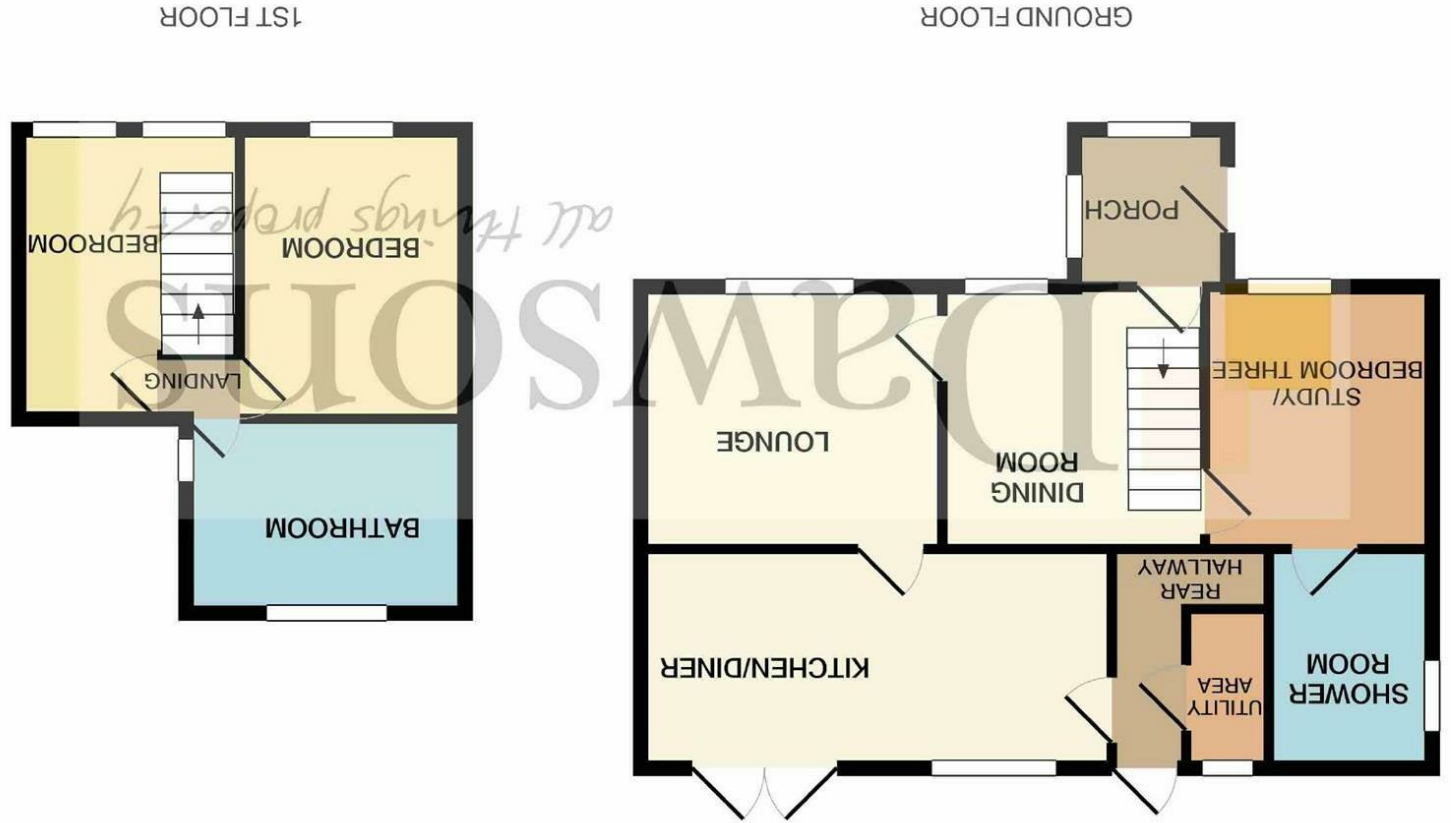 SHOWER
ROOM
UTILITY
AREA
KITCHEN/DINER
REAR
HALLWAY
STUDY/
BEDROOM THREE
DINING
ROOM
LOUNGE
PORCH
GROUND FLOOR
BATHROOM
LANDING
BEDROOM
BEDROOM
1ST FLOOR
Dawsons
all things property